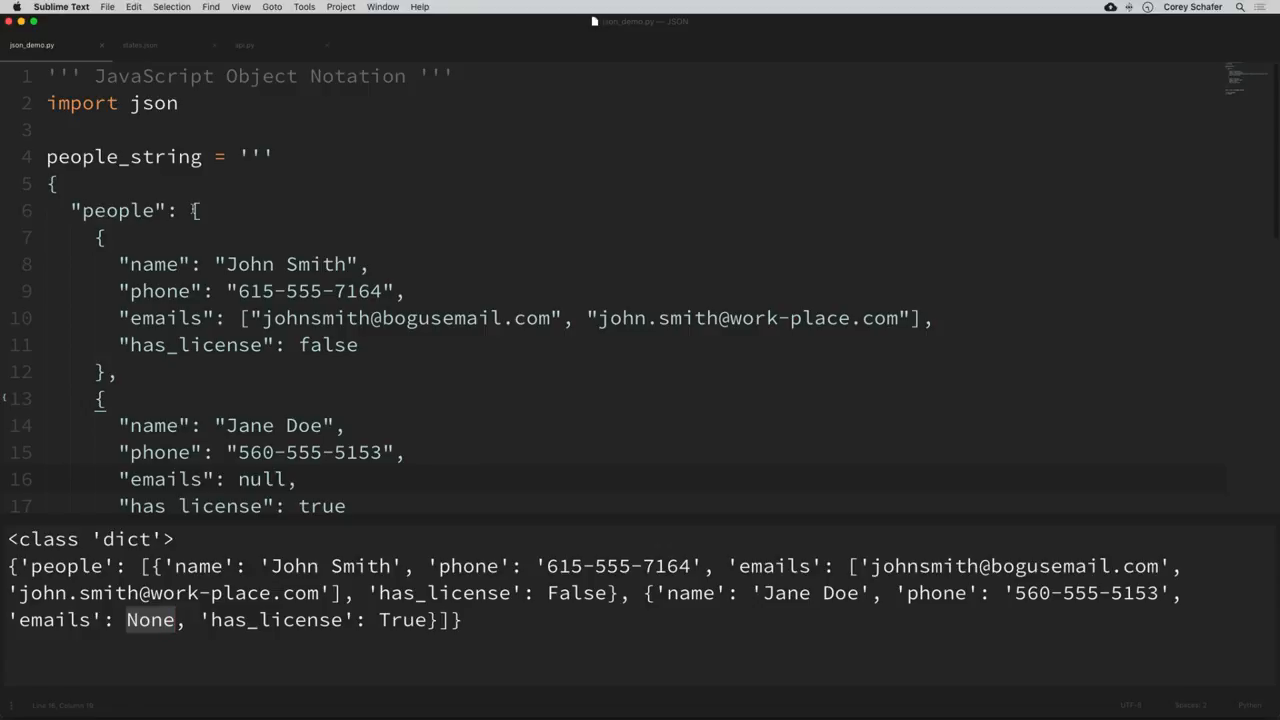 Sublime Text File Edit Selection Find View Goto Tools Project Window Help Corey Schafer
json_demo.py — JSON
json_demo.py × states.json × api.py ×
1 ''' JavaScript Object Notation '''
2 import json
3
4 people_string = '''
5 {
6 "people": [
7 {
8 "name": "John Smith",
9 "phone": "615-555-7164",
10 "emails": ["johnsmith@bogusemail.com", "john.smith@work-place.com"],
11 "has_license": false
12 },
{ 13 {
14 "name": "Jane Doe",
15 "phone": "560-555-5153",
16 "emails": null,
17 "has license": true
<class 'dict'>
{'people': [{'name': 'John Smith', 'phone': '615-555-7164', 'emails': ['johnsmith@bogusemail.com',
'john.smith@work-place.com'], 'has_license': False}, {'name': 'Jane Doe', 'phone': '560-555-5153',
'emails': None, 'has_license': True}]}
Line 16, Column 19 UTF-8 Spaces: 2 Python